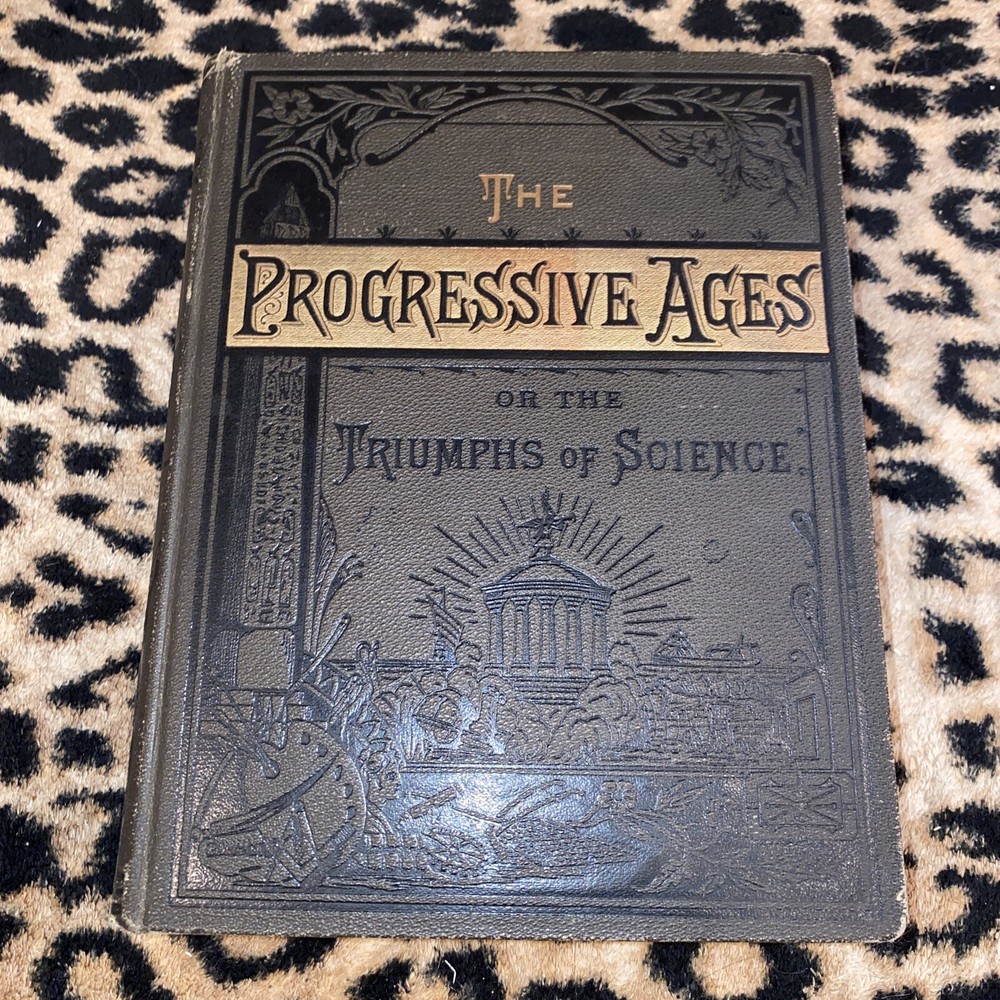 The
Progressive Ages
or the
Triumphs of Science.